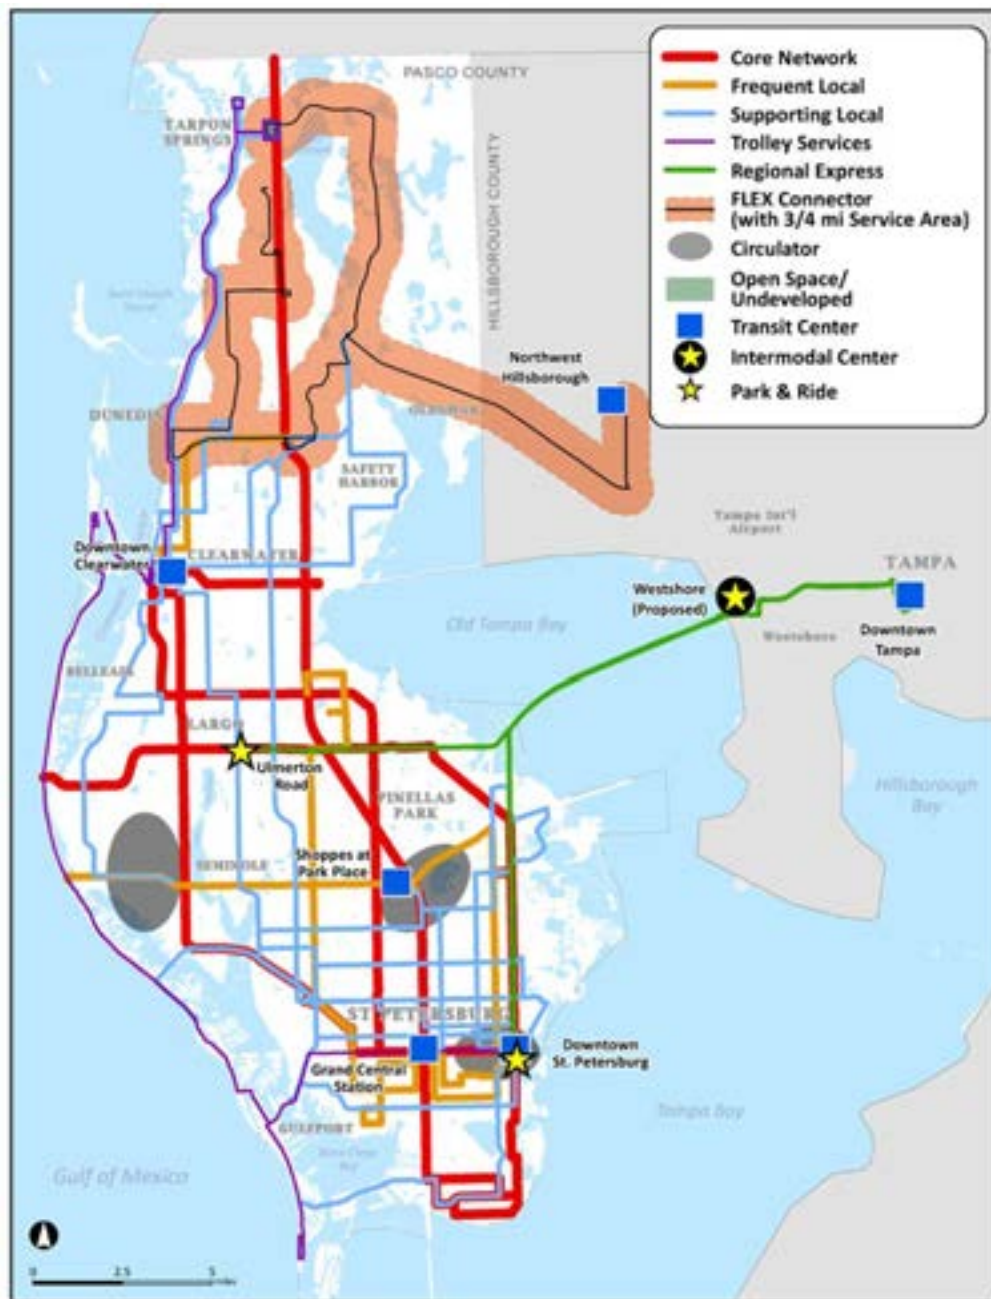 PASCO COUNTY
HILLSBOROUGH COUNTY
Core Network
Frequent Local
Supporting Local
Trolley Services
Regional Express
FLEX Connector
(with 3/4 mi Service Area)
Circulator
Open Space/
Undeveloped
Transit Center
Intermodal Center
Park & Ride
TARPON
SPRINGS
Northwest
Hillsborough
DUNEDIN
SAFETY
HARBOR
Tampa Int'l
Airport
Downtown
Clearwater
CLEARWATER
TAMPA
Westshore
(Proposed)
Westshore
Downtown
Tampa
Old Tampa Bay
BELLEAIR
LARGO
Ulmerton
Road
PINELLAS
PARK
Hillsborough
Bay
Shoppes at
Park Place
SEMINOLE
ST PETERSBURG
Grand Central
Station
Downtown
St. Petersburg
GULFPORT
Tampa Bay
Gulf of Mexico
0 2.5 5